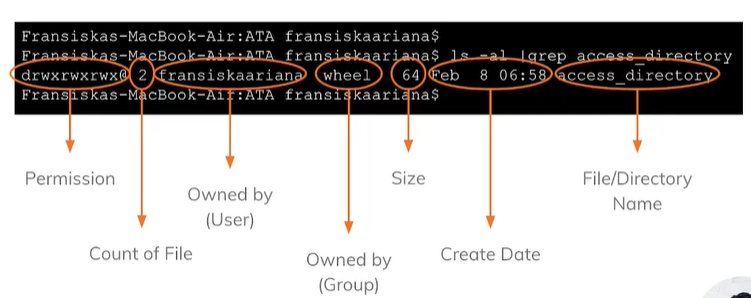 Fransiskas-MacBook-Air:ATA fransiskaariana$
Fransiskas-MacBook-Air:ATA fransiskaariana$ ls -al |grep access_directory
drwxrwxrwx@ 2 fransiskaariana wheel 64 Feb 8 06:58 access_directory
Fransiskas-MacBook-Air:ATA fransiskaariana$
Permission
Count of File
Owned by
(User)
Owned by
(Group)
Size
Create Date
File/Directory
Name